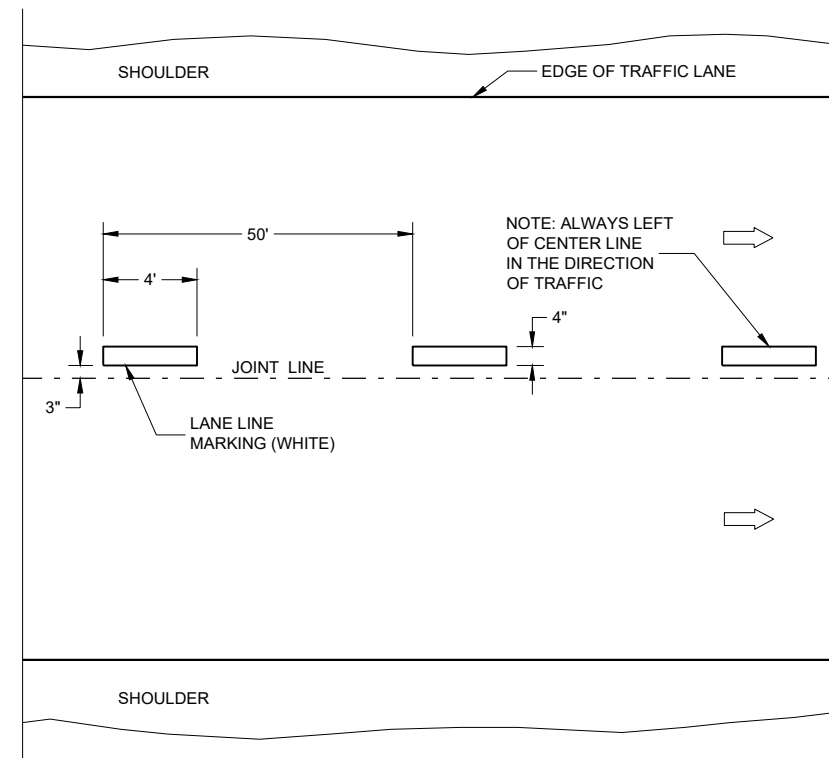 SHOULDER
EDGE OF TRAFFIC LANE
50'
NOTE: ALWAYS LEFT
OF CENTER LINE
IN THE DIRECTION
OF TRAFFIC
4'
4"
JOINT LINE
3"
LANE LINE
MARKING (WHITE)
SHOULDER